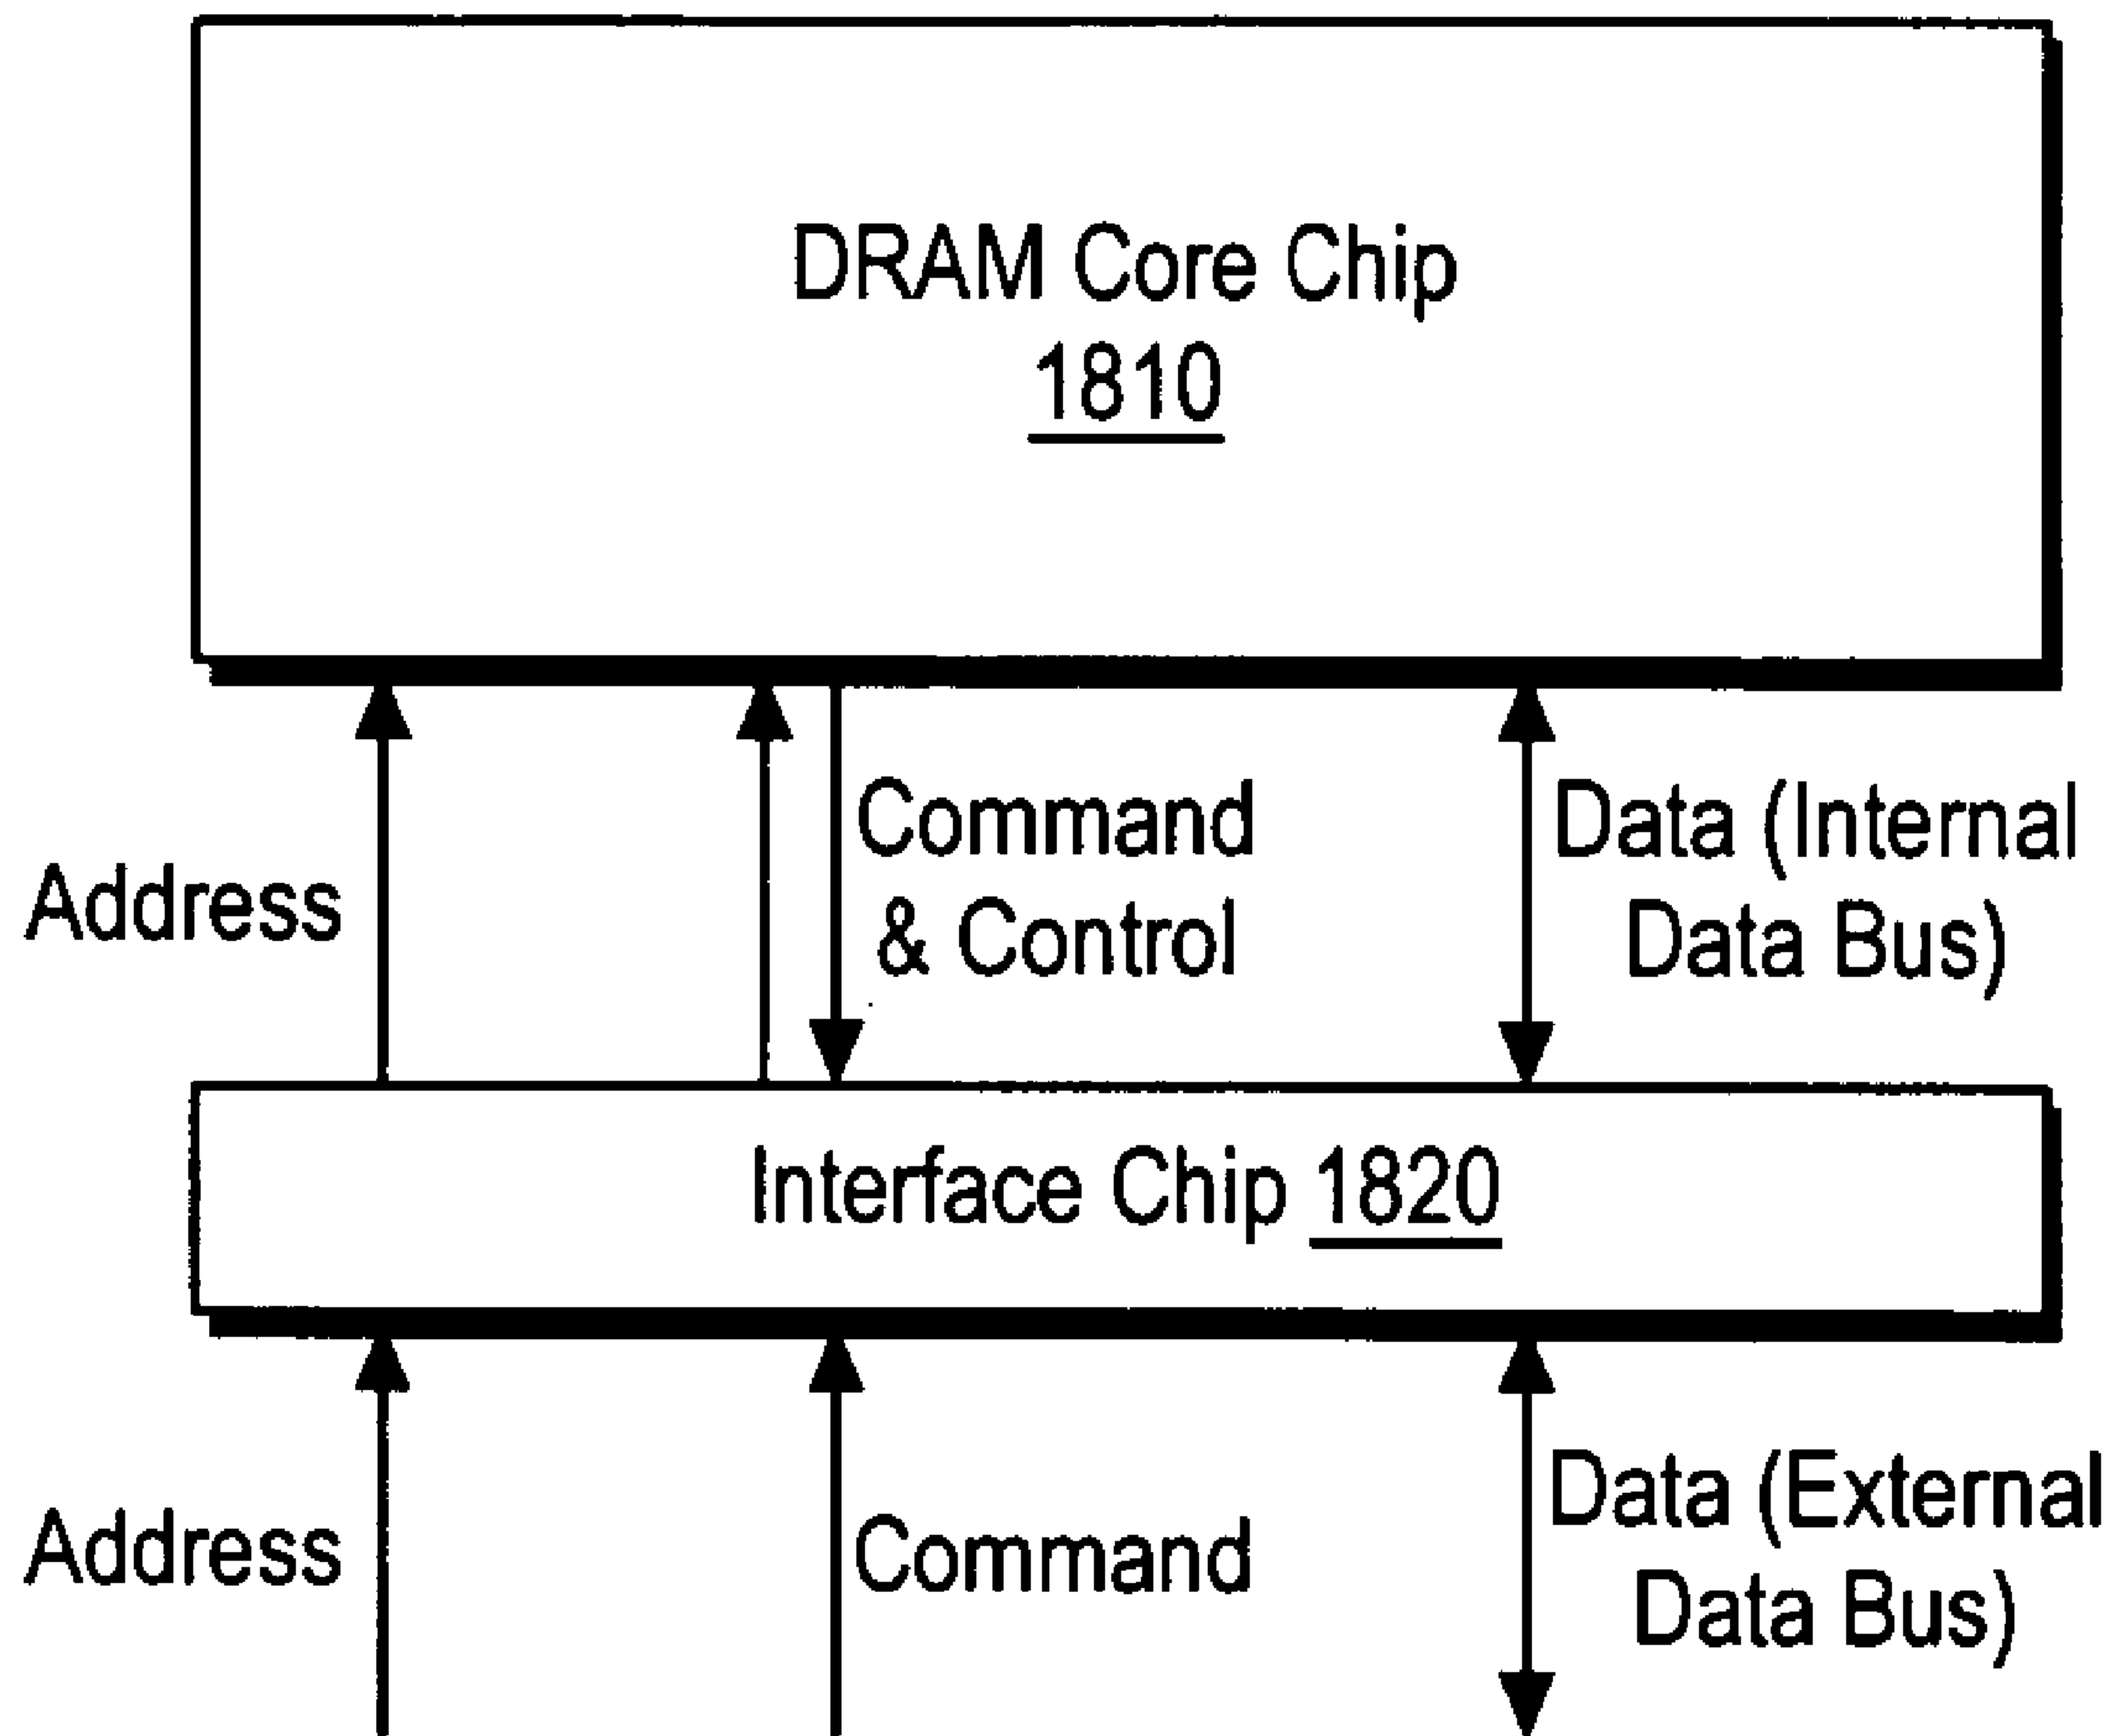 DRAM Core Chip
1810
Address
Command
& Control
Data (Internal
Data Bus)
Interface Chip 1820
Address
Command
Data (External
Data Bus)